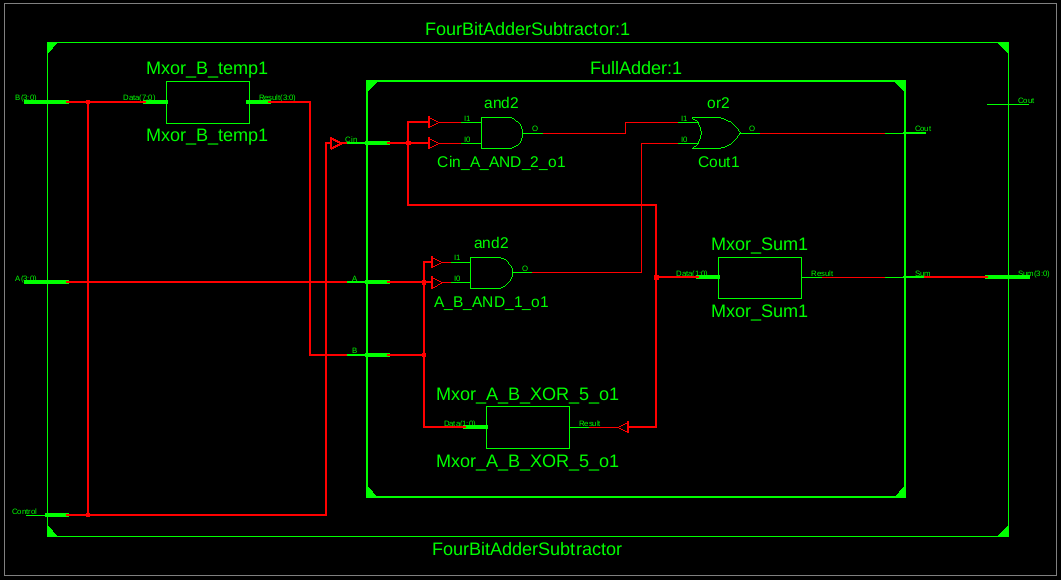 FourBitAdderSubtractor:1
Mxor_B_temp1
FullAdder:1
B(3:0)
Data(7:0)
Result(3:0)
and2
or2
Cout
Mxor_B_temp1
I1
O
I1
O
Cout
Cin
I0
I0
Cin_A_AND_2_o1
Cout1
and2
Mxor_Sum1
I1
O
A(3:0)
A
I0
Data(1:0)
Result
Sum
Sum(3:0)
A_B_AND_1_o1
Mxor_Sum1
B
Mxor_A_B_XOR_5_o1
Data(1:0)
Result
Mxor_A_B_XOR_5_o1
Control
FourBitAdderSubtractor